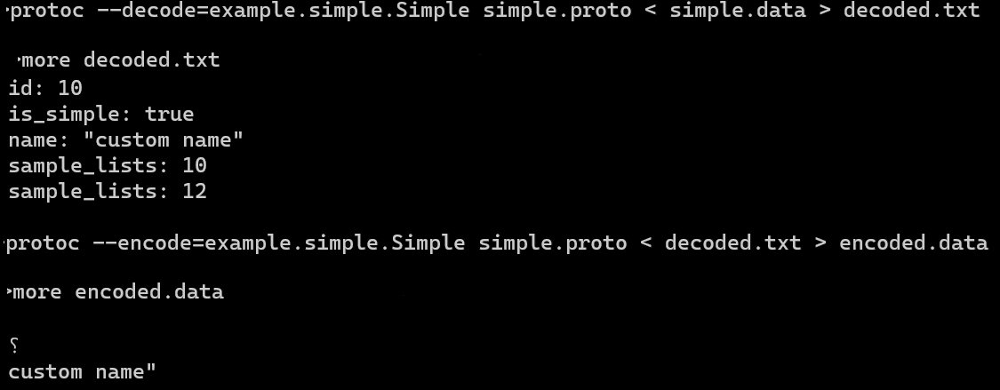 >protoc --decode=example.simple.Simple simple.proto < simple.data > decoded.txt
>more decoded.txt
id: 10
is_simple: true
name: "custom name"
sample_lists: 10
sample_lists: 12
protoc --encode=example.simple.Simple simple.proto < decoded.txt > encoded.data
>more encoded.data
⸮
custom name"